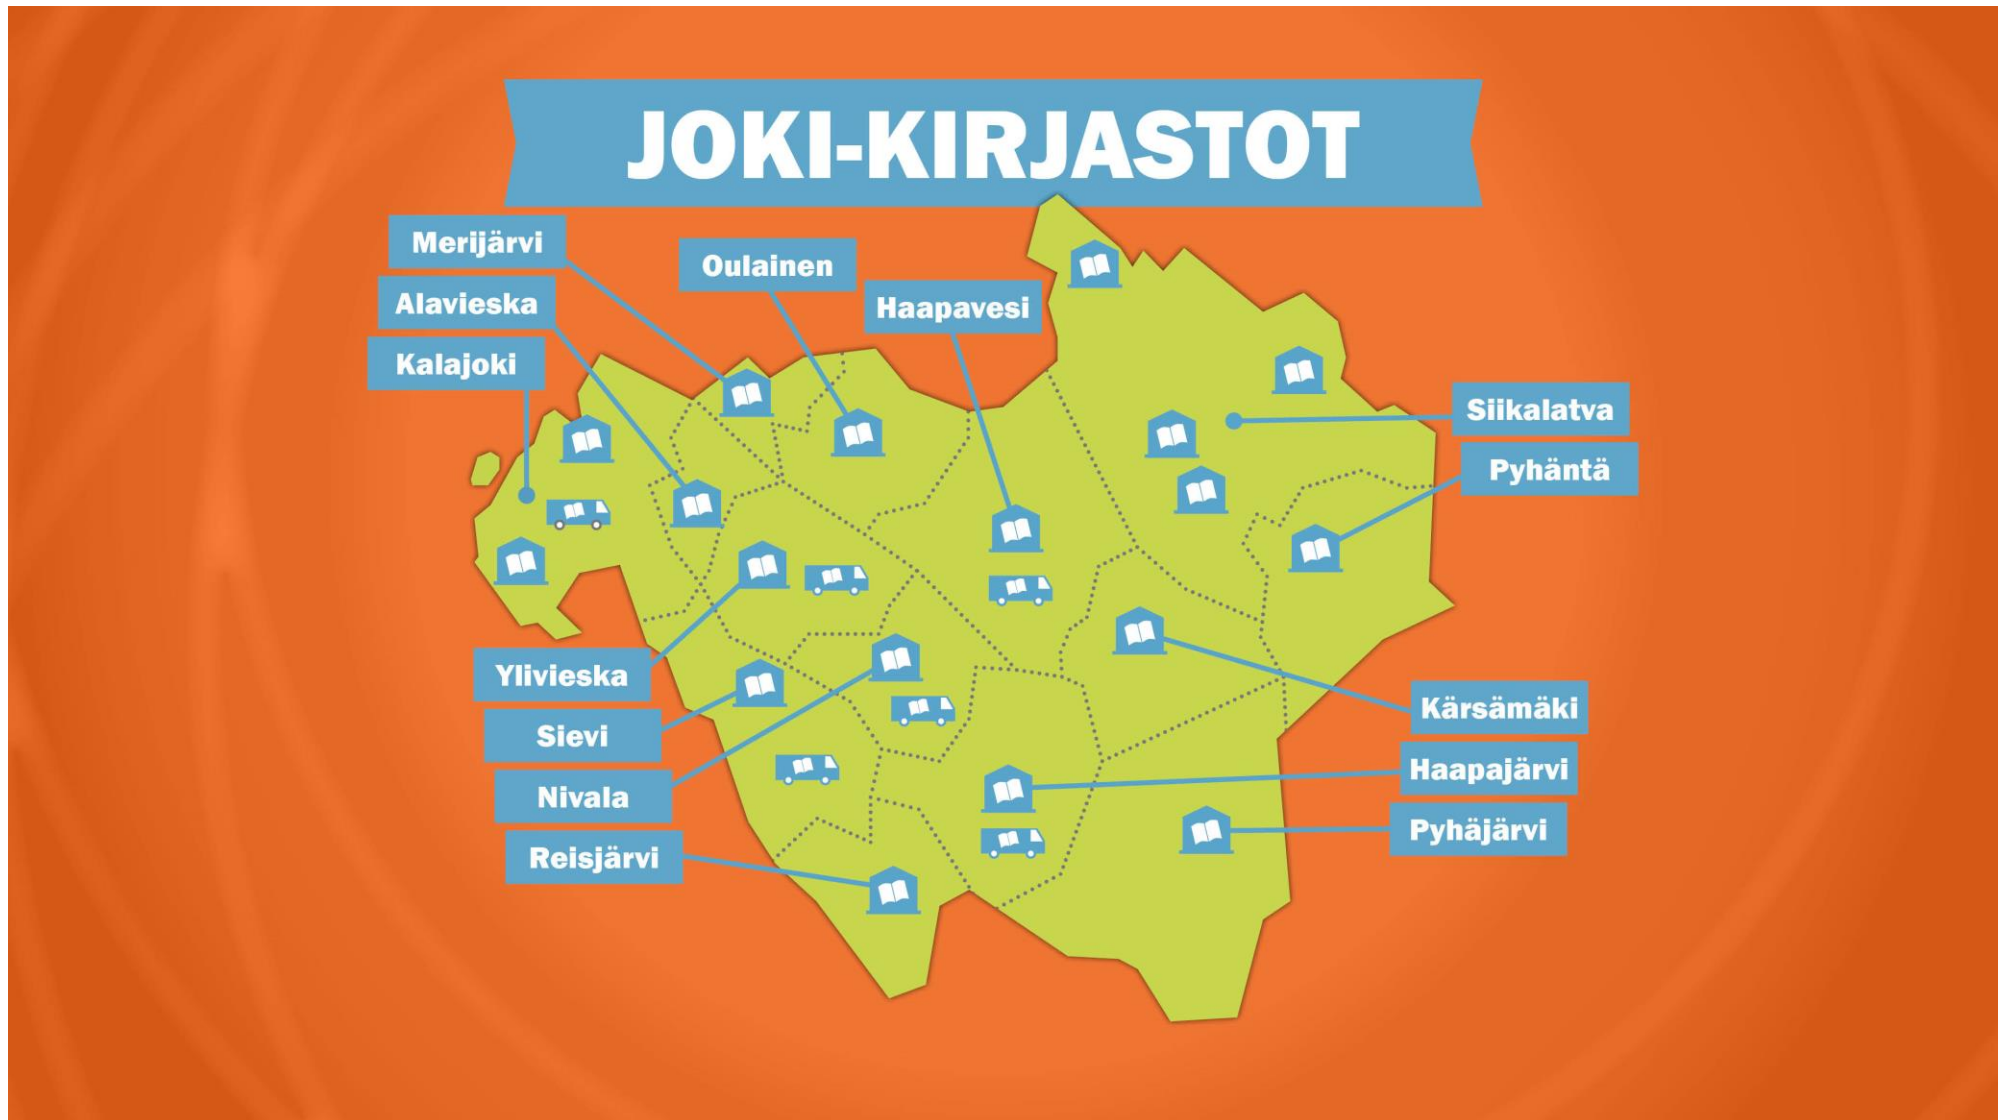 JOKI-KIRJASTOT
Merijärvi
Oulainen
Alavieska
Haapavesi
Kalajoki
Siikalatva
Pyhäntä
Ylivieska
Sievi
Nivala
Reisjärvi
Kärsämäki
Haapajärvi
Pyhäjärvi